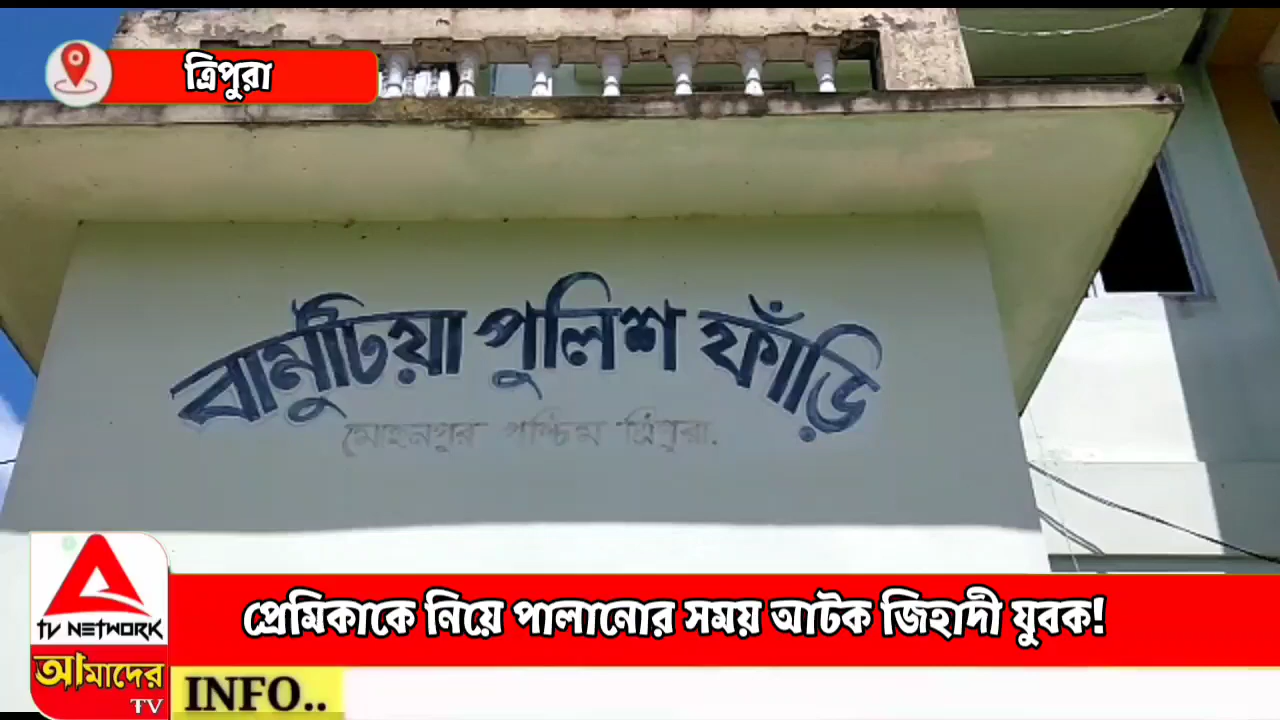 ত্রিপুরা
বামুটিয়া পুলিশ ফাঁড়ি
মোহনপুর পশ্চিম ত্রিপুরা.
প্রেমিকাকে নিয়ে পালানোর সময় আটক জিহাদী যুবক!
TV NETWORK
আমাদের
TV
INFO..